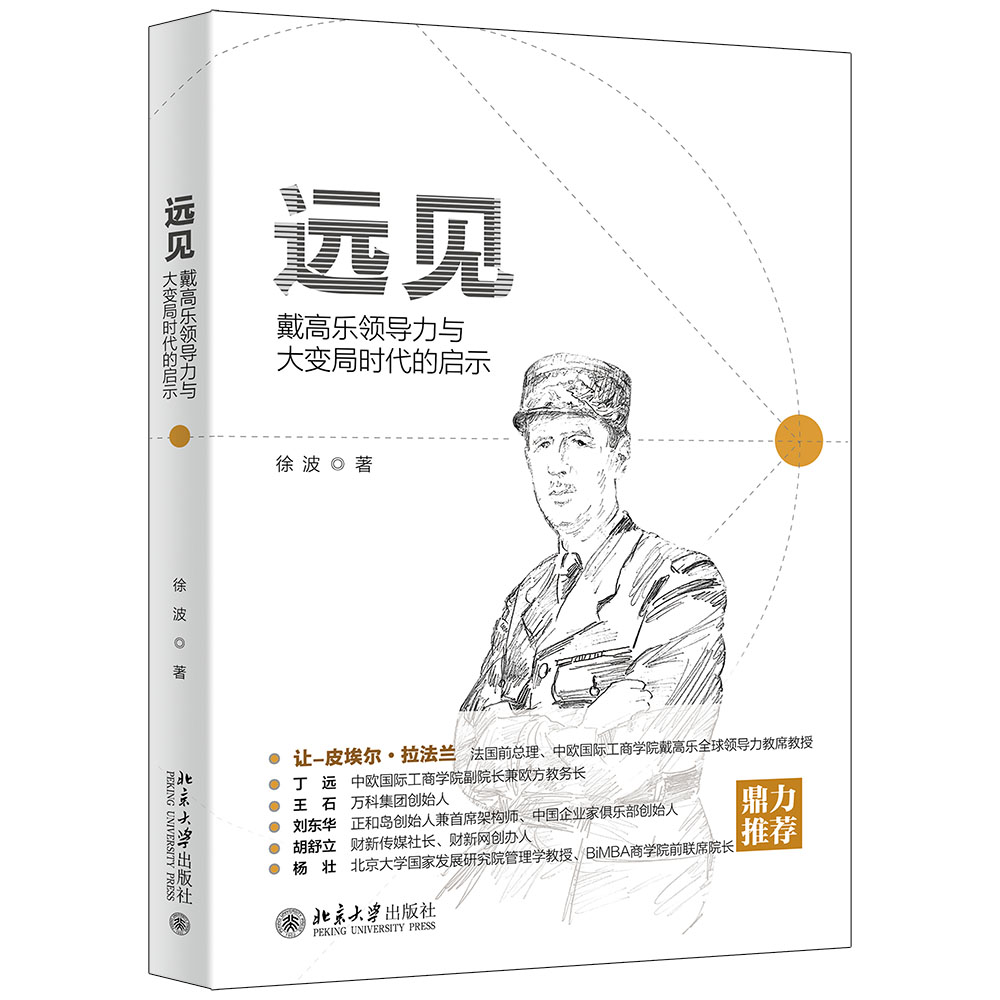 远见
戴高乐领导力与
大变局时代的启示
徐波◎著
让-皮埃尔·拉法兰 法国前总理、中欧国际工商学院戴高乐全球领导力教席教授
丁 远 中欧国际工商学院副院长兼欧方教务长
王 石 万科集团创始人
刘东华 正和岛创始人兼首席架构师、中国企业家俱乐部创始人
胡舒立 财新传媒社长、财新网创办人
杨 壮 北京大学国家发展研究院管理学教授、BiMBA商学院前联席院长
鼎力
推荐
北京大学出版社
PEKING UNIVERSITY PRESS
远见
戴高乐领导力与
大变局时代的启示
徐波◎著
北京大学出版社
PEKING UNIVERSITY PRESS